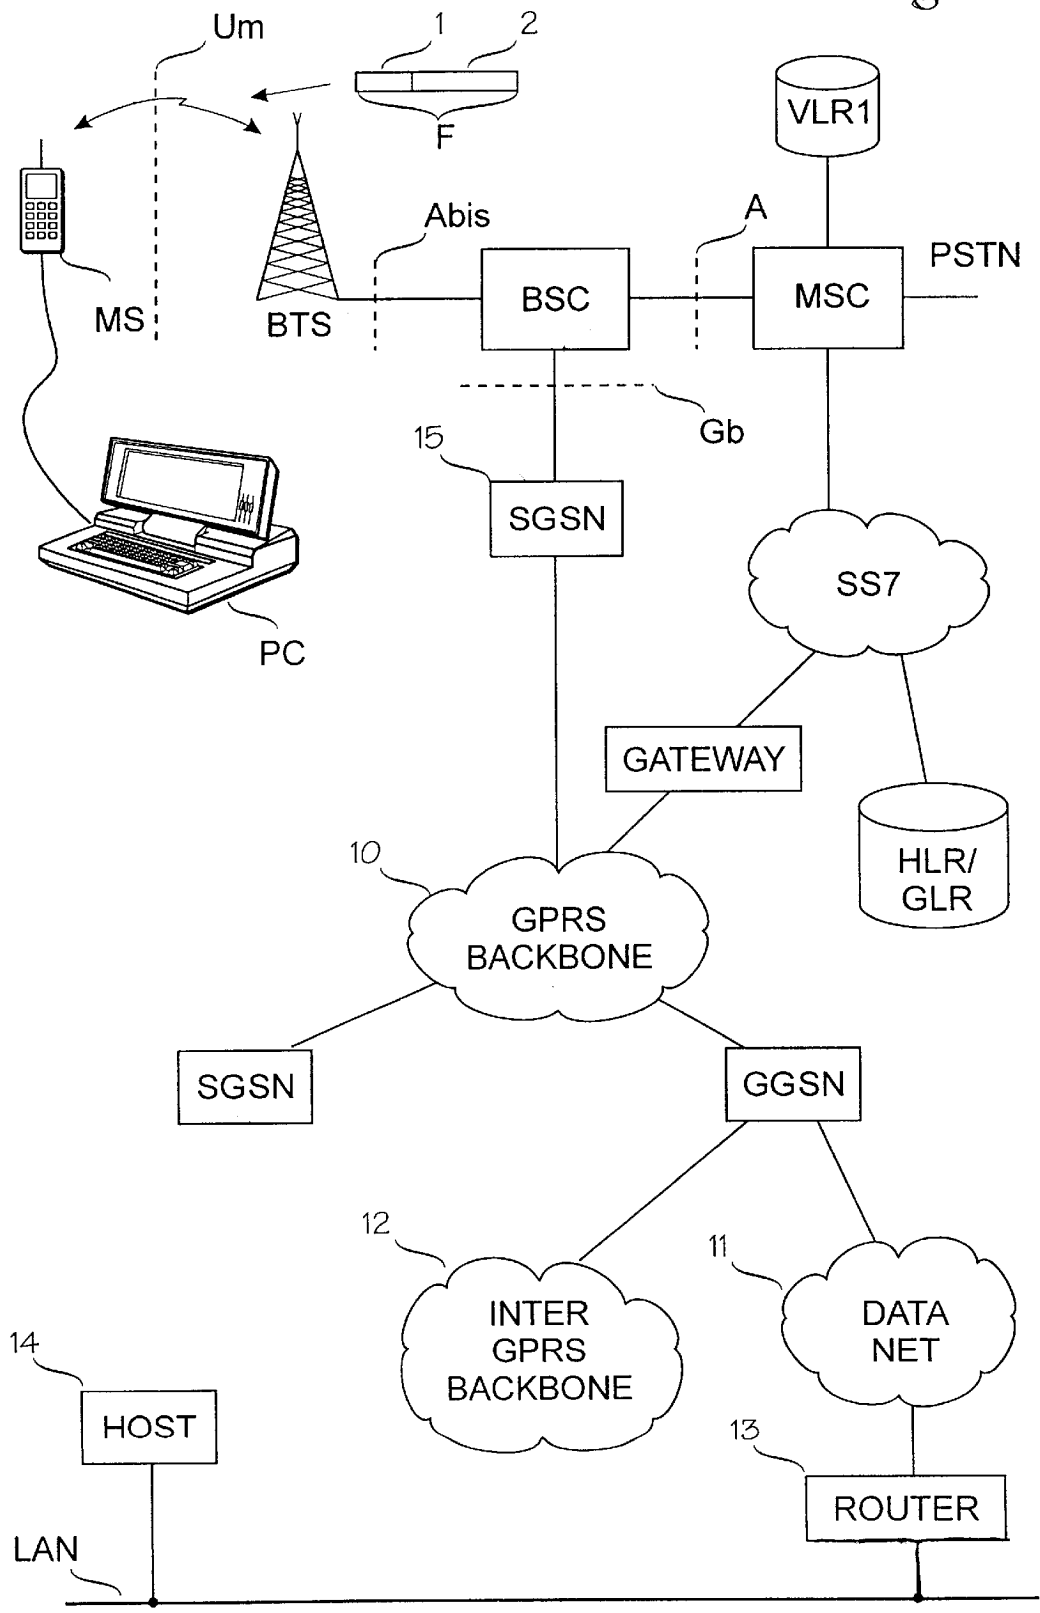 Um
1
2
F
VLR1
Abis
A
PSTN
MS
BTS
BSC
MSC
Gb
15
SGSN
SS7
PC
GATEWAY
10
HLR/
GLR
GPRS
BACKBONE
SGSN
GGSN
12
11
INTER
GPRS
BACKBONE
DATA
NET
14
HOST
13
ROUTER
LAN